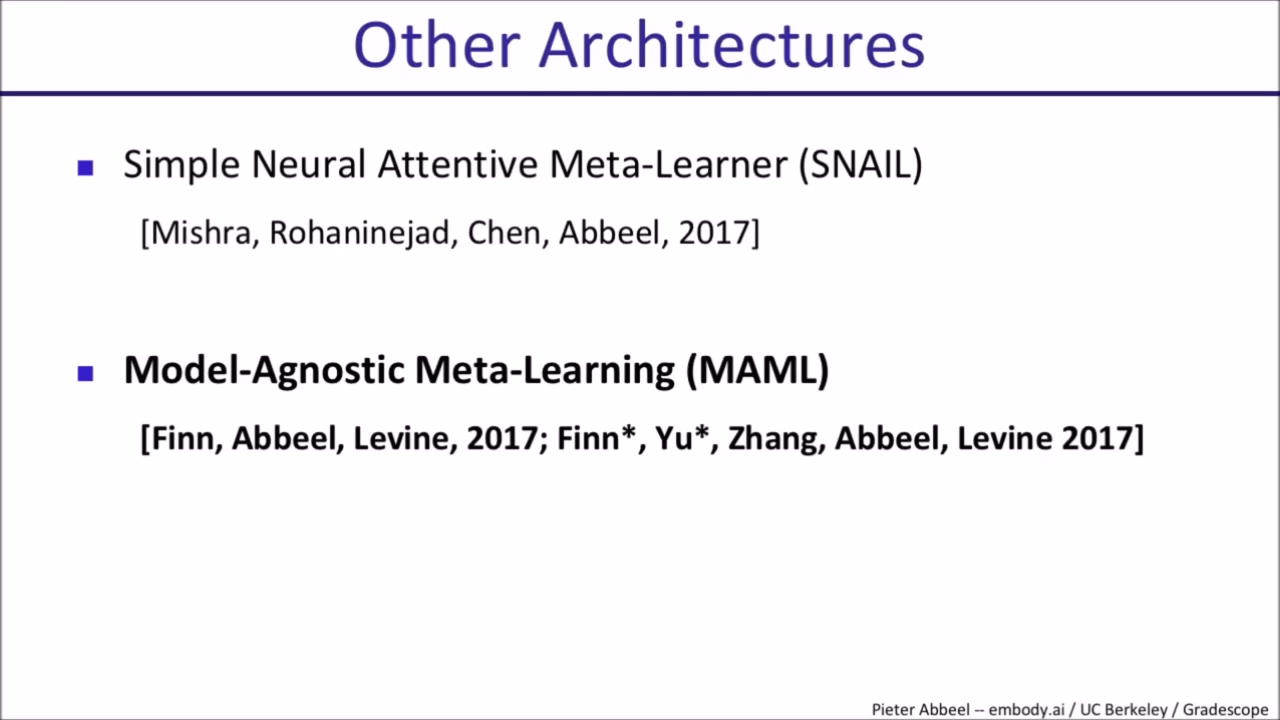 Other Architectures
Simple Neural Attentive Meta-Learner (SNAIL)
[Mishra, Rohaninejad, Chen, Abbeel, 2017]
Model-Agnostic Meta-Learning (MAML)
[Finn, Abbeel, Levine, 2017; Finn*, Yu*, Zhang, Abbeel, Levine 2017]
Pieter Abbeel -- embody.ai / UC Berkeley / Gradescope